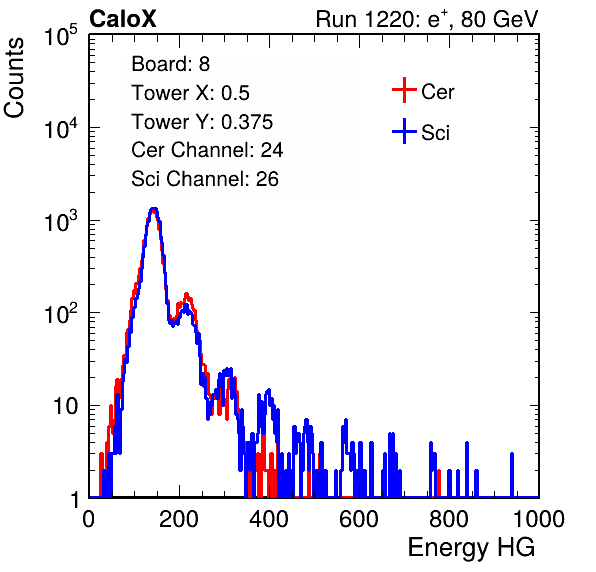 CaloX Run 1220: e⁺, 80 GeV
Counts
Board: 8
Tower X: 0.5
Tower Y: 0.375
Cer Channel: 24
Sci Channel: 26
Cer
Sci
10⁵
10⁴
10³
10²
10
1
0 200 400 600 800 1000
Energy HG